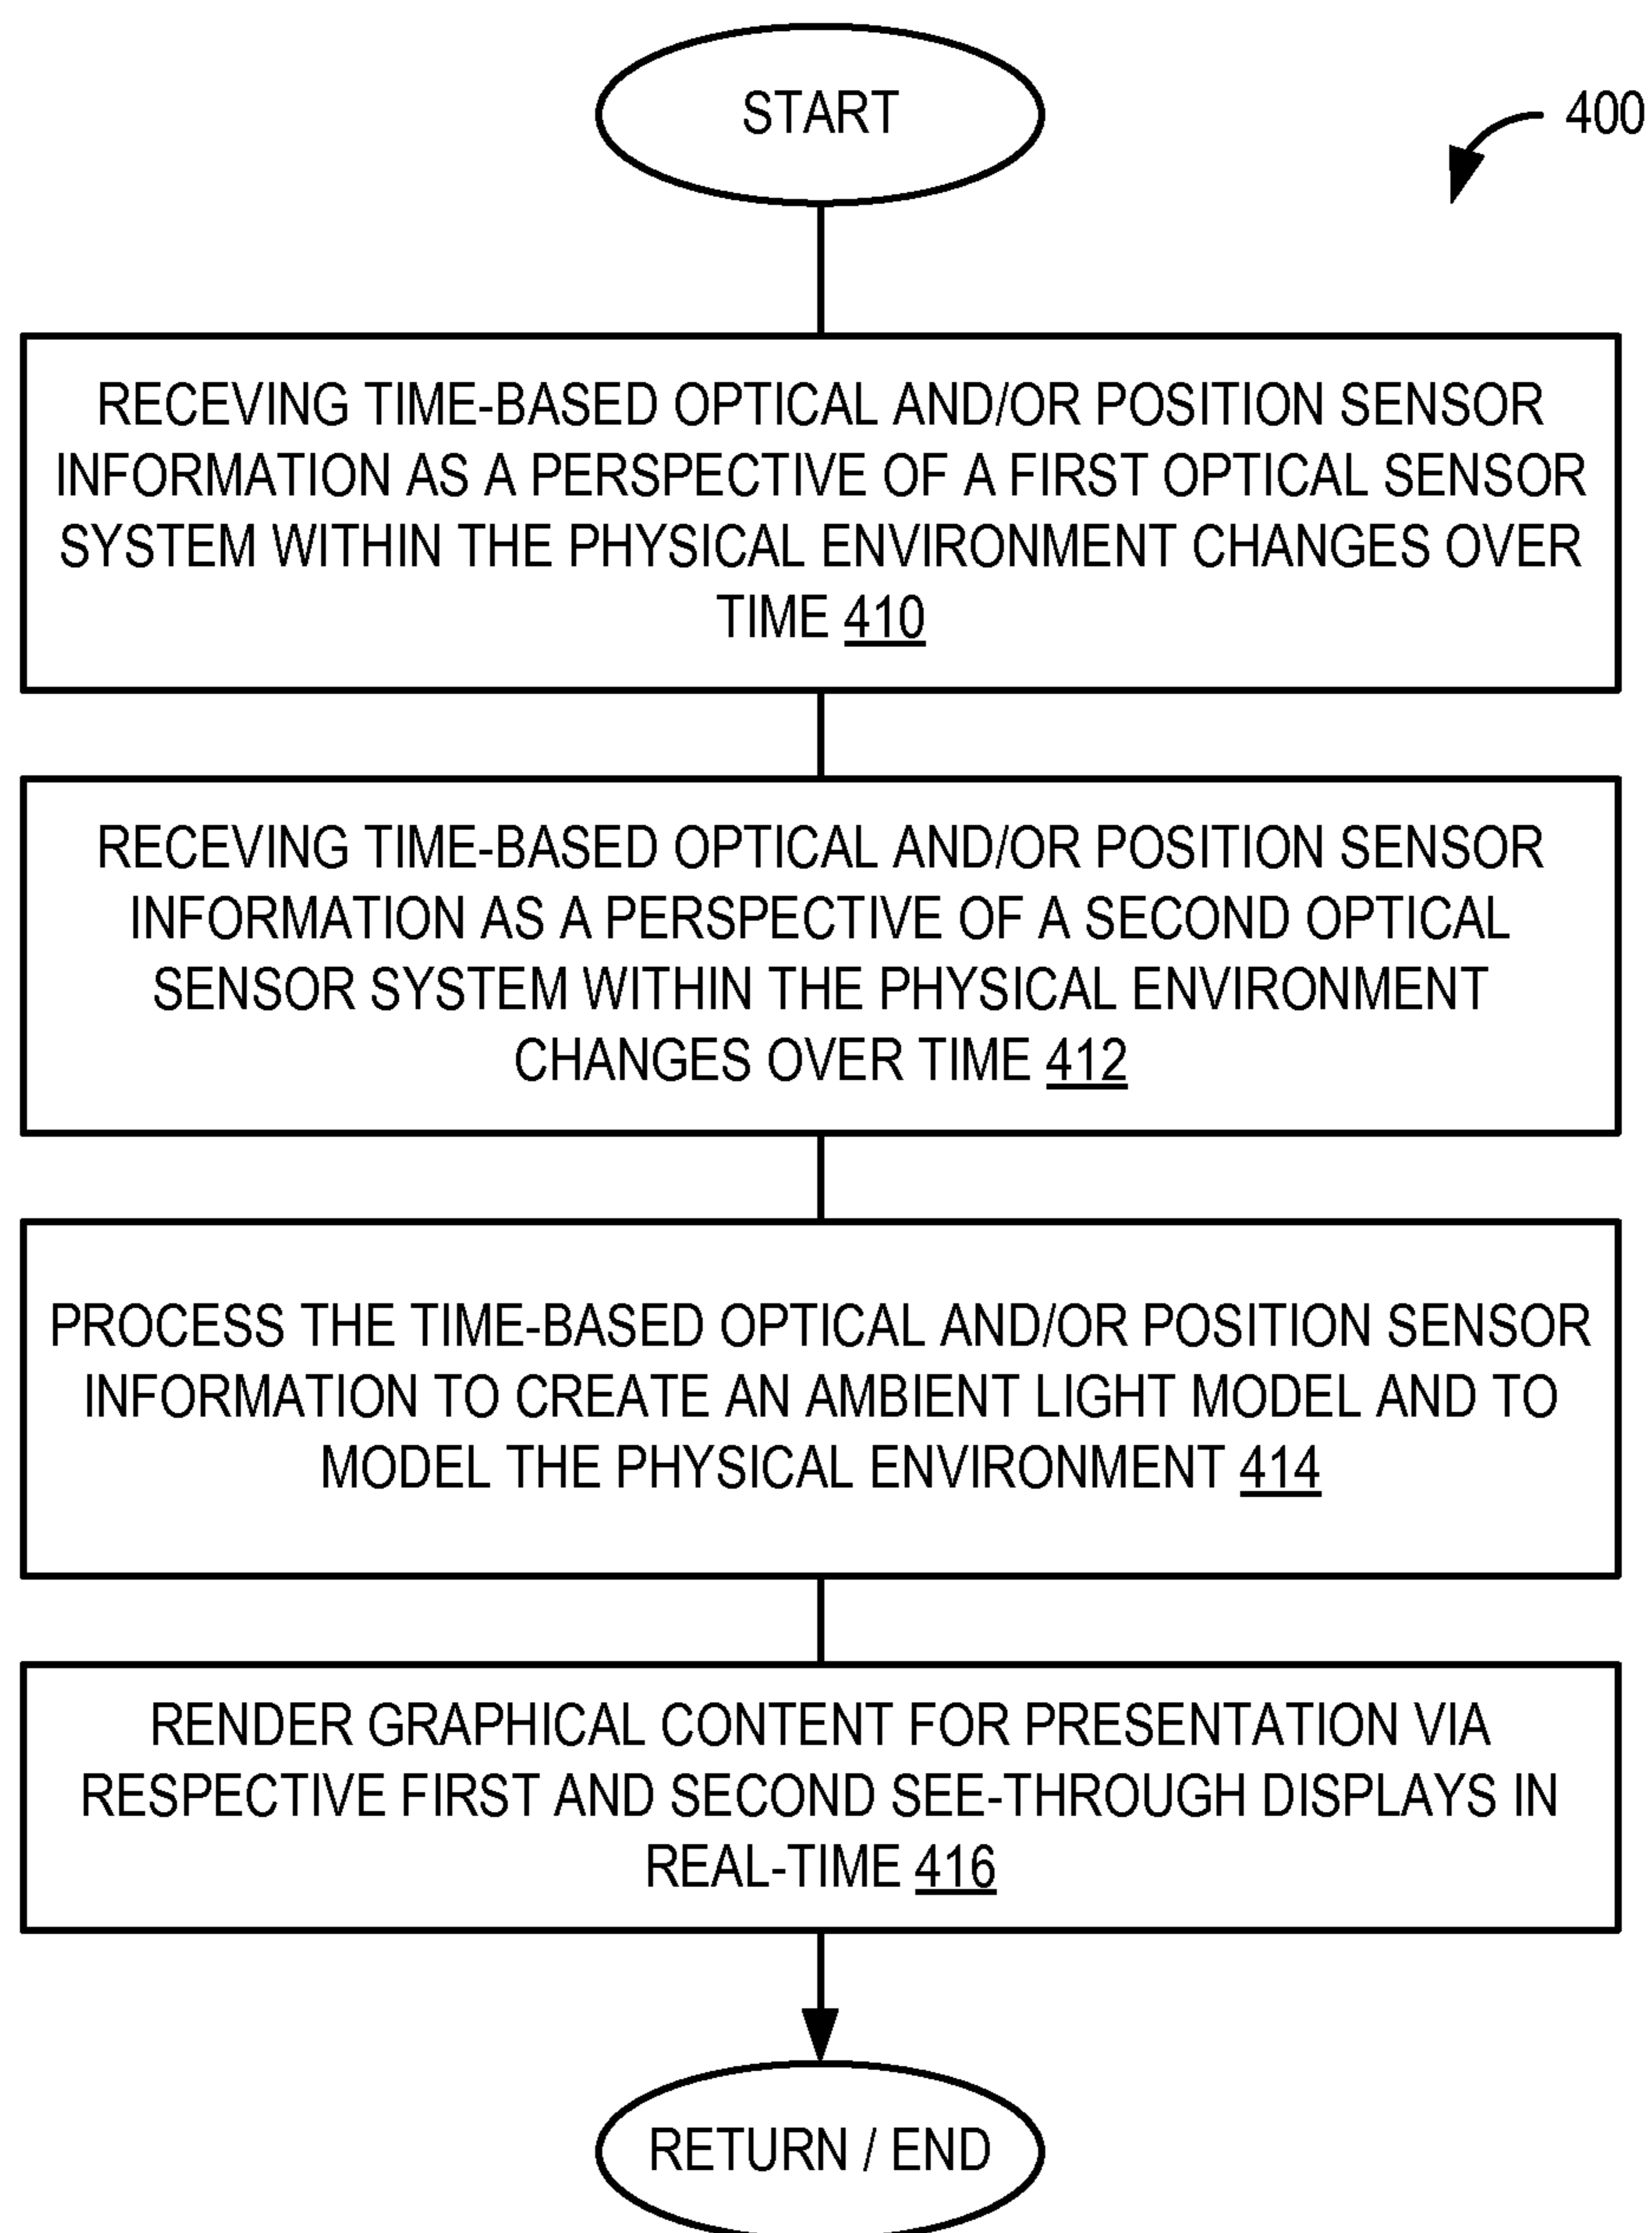 START
400
RECEVING TIME-BASED OPTICAL AND/OR POSITION SENSOR
INFORMATION AS A PERSPECTIVE OF A FIRST OPTICAL SENSOR
SYSTEM WITHIN THE PHYSICAL ENVIRONMENT CHANGES OVER
TIME 410
RECEVING TIME-BASED OPTICAL AND/OR POSITION SENSOR
INFORMATION AS A PERSPECTIVE OF A SECOND OPTICAL
SENSOR SYSTEM WITHIN THE PHYSICAL ENVIRONMENT
CHANGES OVER TIME 412
PROCESS THE TIME-BASED OPTICAL AND/OR POSITION SENSOR
INFORMATION TO CREATE AN AMBIENT LIGHT MODEL AND TO
MODEL THE PHYSICAL ENVIRONMENT 414
RENDER GRAPHICAL CONTENT FOR PRESENTATION VIA
RESPECTIVE FIRST AND SECOND SEE-THROUGH DISPLAYS IN
REAL-TIME 416
RETURN / END